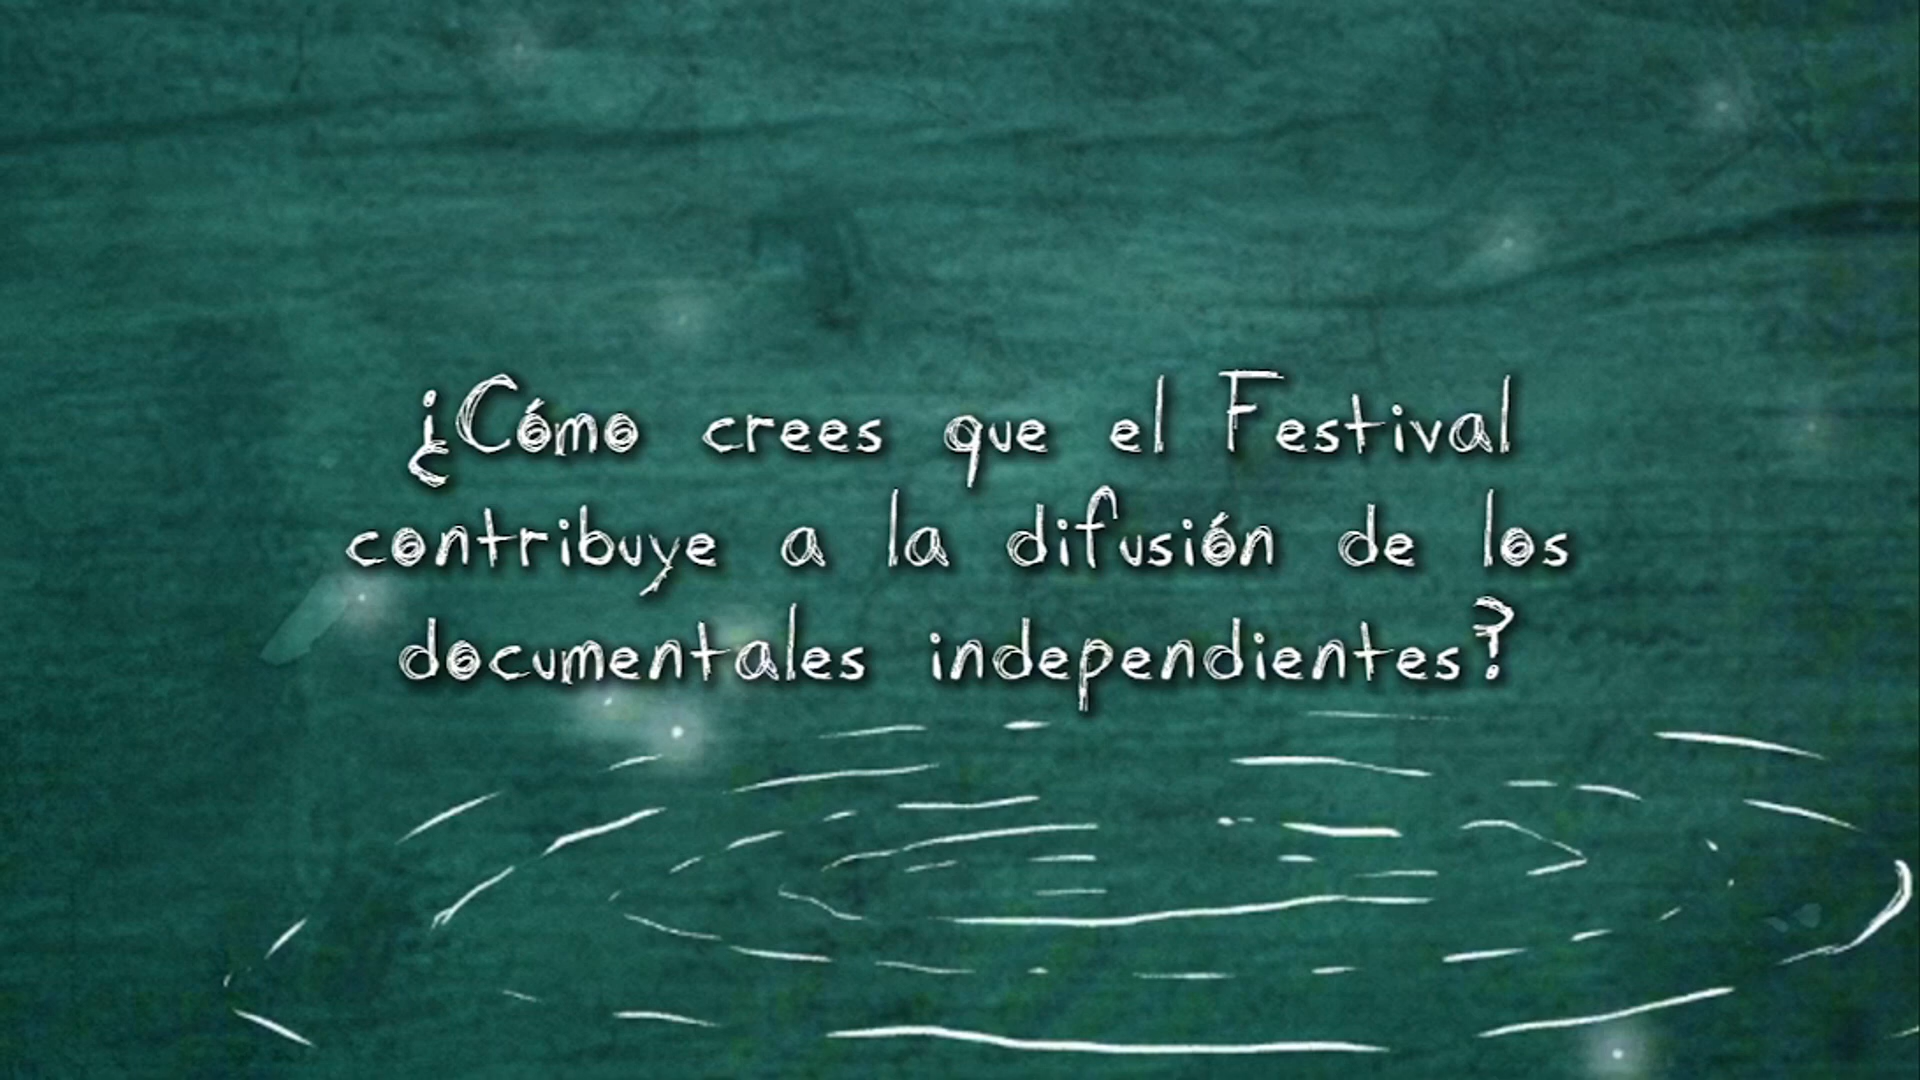 ¿Cómo crees que el Festival
contribuye a la difusión de los
documentales independientes?